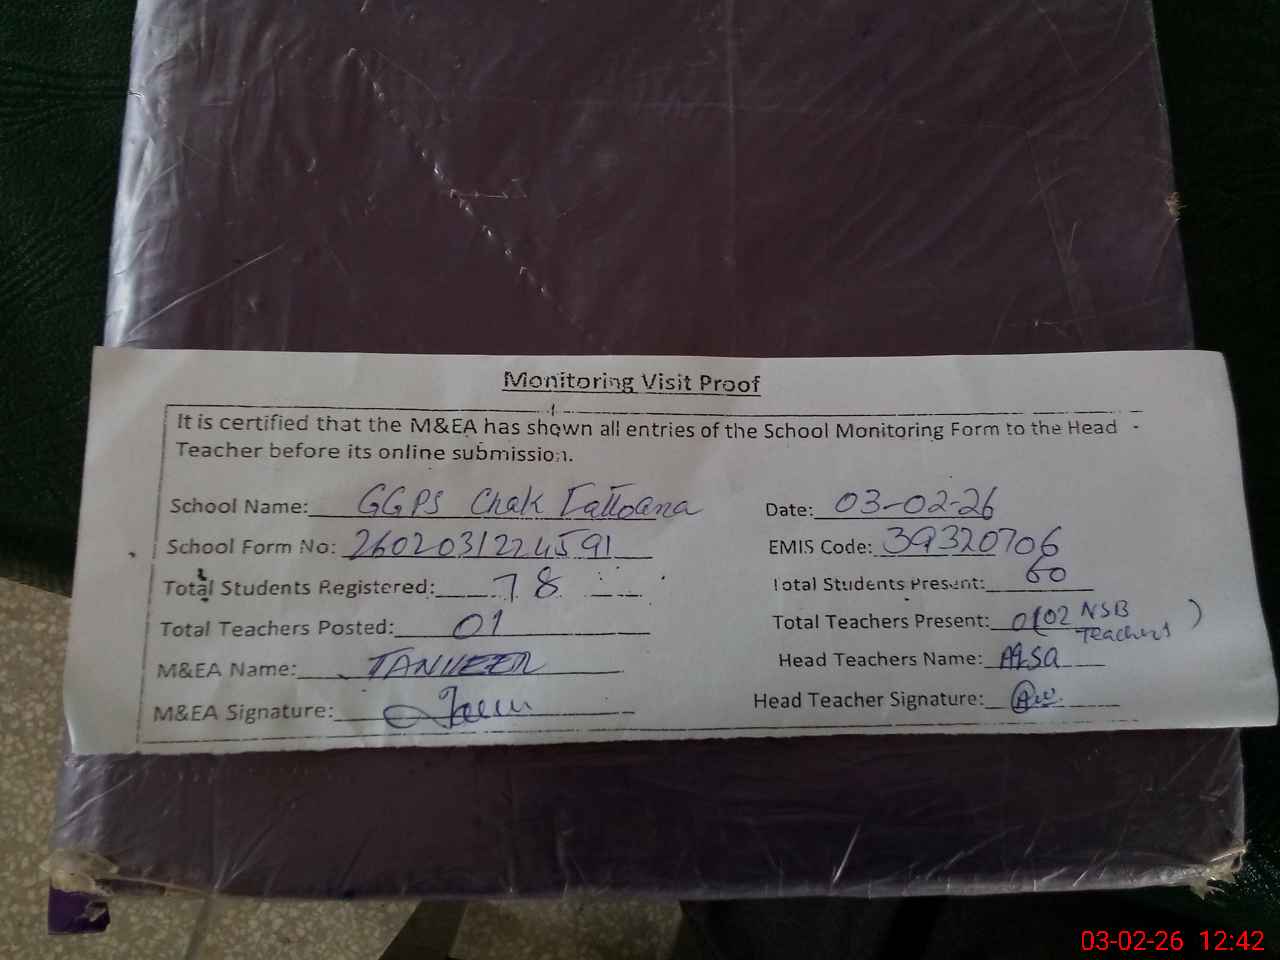 Monitoring Visit Proof
It is certified that the M&EA has shown all entries of the School Monitoring Form to the Head
Teacher before its online submission.
School Name: GGPS Chak Date: 03-02-26
School Form No: 2602031224591 EMIS Code: 39320706
Total Students Registered: 78 Total Students Present: 60
Total Teachers Posted: 01 Total Teachers Present: 01(02 NSB
Teachers)
M&EA Name: TANVEER Head Teachers Name:
M&EA Signature: Head Teacher Signature:
03-02-26 12:42